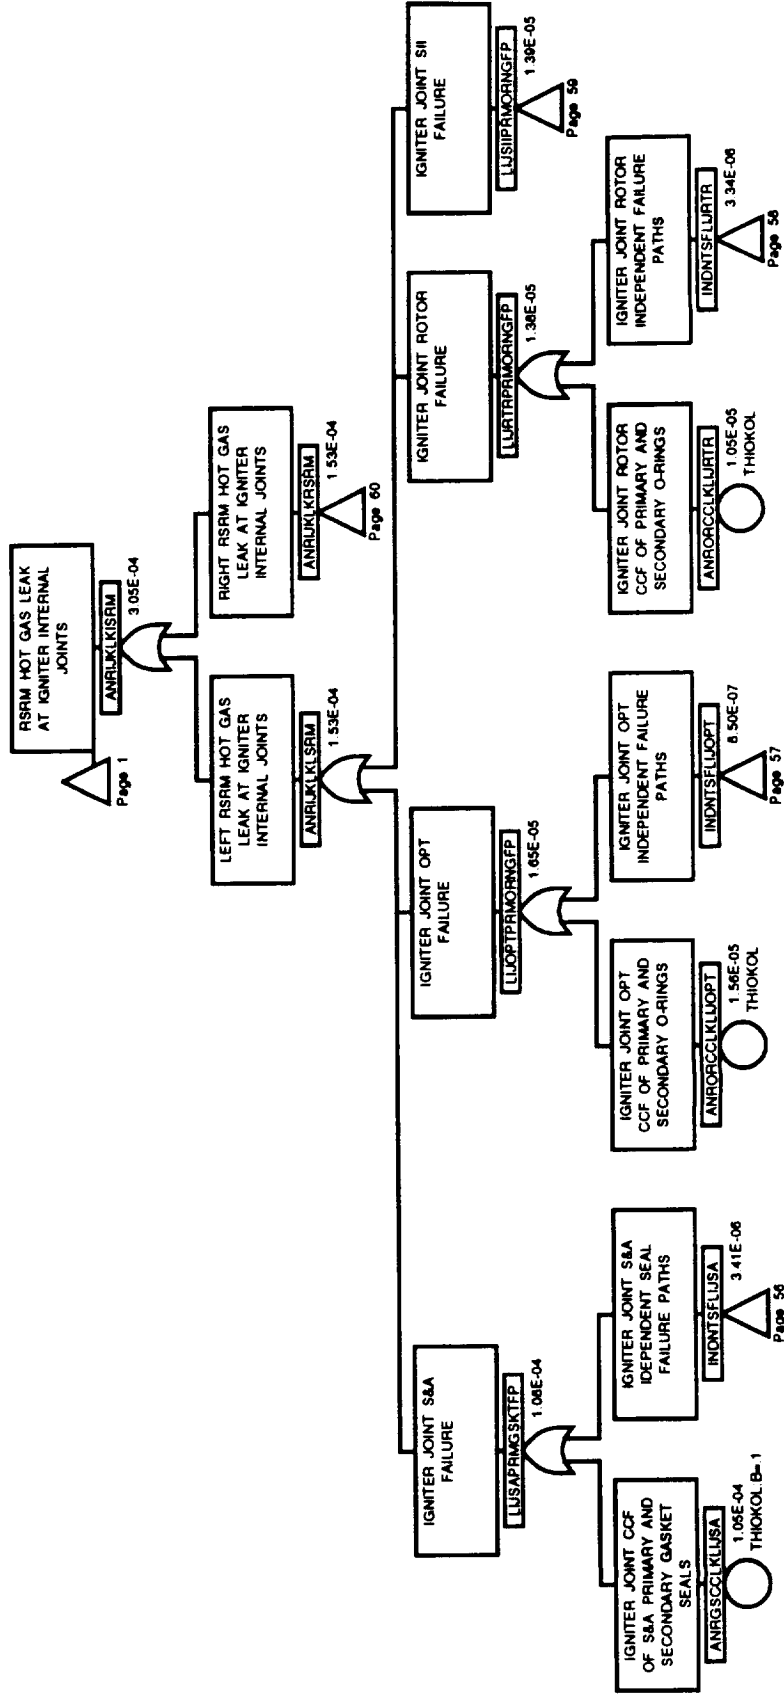 RSRM HOT GAS LEAK
AT IGNITER INTERNAL
JOINTS
ANRIJKLKISRM
3.05E-04
Page 1
LEFT RSRM HOT GAS
LEAK AT IGNITER
INTERNAL JOINTS
ANRIJKLKLSRM
1.53E-04
RIGHT RSRM HOT GAS
LEAK AT IGNITER
INTERNAL JOINTS
ANRIJKLKRSRM
1.53E-04
Page 60
IGNITER JOINT S&A
FAILURE
LIJSAPRMGSKTFP
1.08E-04
IGNITER JOINT OPT
FAILURE
LIJOPTPRMORNGFP
1.65E-05
IGNITER JOINT ROTOR
FAILURE
LIJRTRPRMORNGFP
1.38E-05
IGNITER JOINT SII
FAILURE
LIJSIIPRMORNGFP
1.39E-05
Page 59
IGNITER JOINT CCF
OF S&A PRIMARY AND
SECONDARY GASKET
SEALS
ANRGSCCLKLIJSA
1.05E-04
THIOKOL.B=.1
IGNITER JOINT S&A
IDEPENDENT SEAL
FAILURE PATHS
INDNTSFLIJSA
3.41E-06
Page 56
IGNITER JOINT OPT
CCF OF PRIMARY AND
SECONDARY O-RINGS
ANRORCCLKLIJOPT
1.56E-05
THIOKOL
IGNITER JOINT OPT
INDEPENDENT FAILURE
PATHS
INDNTSFLIJOPT
8.50E-07
Page 57
IGNITER JOINT ROTOR
CCF OF PRIMARY AND
SECONDARY O-RINGS
ANRORCCLKLIJRTR
1.05E-05
THIOKOL
IGNITER JOINT ROTOR
INDEPENDENT FAILURE
PATHS
INDNTSFLIJRTR
3.34E-06
Page 58